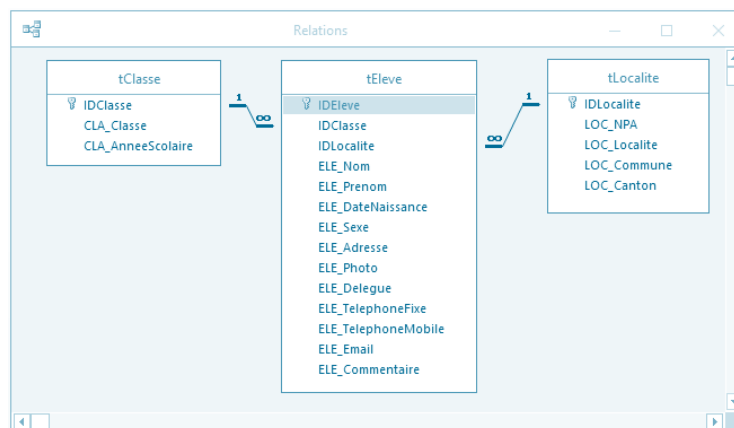 Relations
tClasse
IDClasse
CLA_Classe
CLA_AnneeScolaire
1
∞
tEleve
IDEleve
IDClasse
IDLocalite
ELE_Nom
ELE_Prenom
ELE_DateNaissance
ELE_Sexe
ELE_Adresse
ELE_Photo
ELE_Delegue
ELE_TelephoneFixe
ELE_TelephoneMobile
ELE_Email
ELE_Commentaire
∞
1
tLocalite
IDLocalite
LOC_NPA
LOC_Localite
LOC_Commune
LOC_Canton